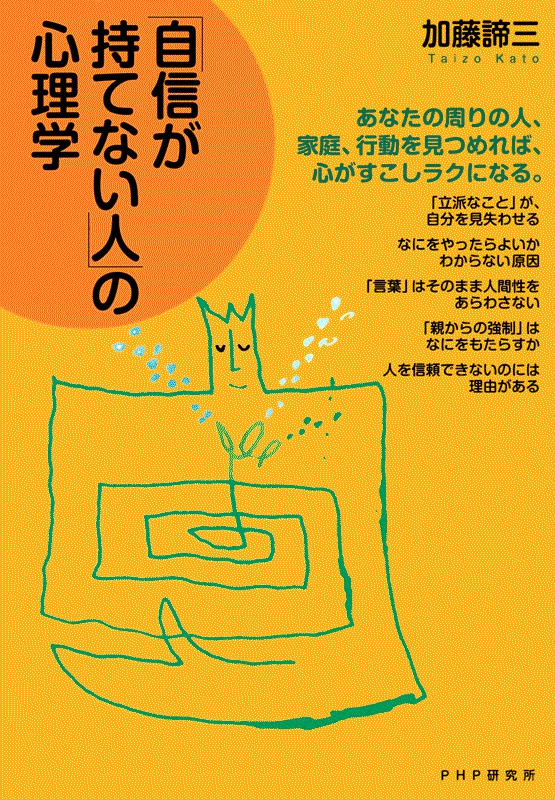 「自信が
持てない人」の
心理学
加藤諦三
Taizo Kato
あなたの周りの人、
家庭、行動を見つめれば、
心がすこしラクになる。
「立派なこと」が、
自分を見失わせる
なにをやったらよいか
わからない原因
「言葉」はそのまま人間性を
あらわさない
「親からの強制」は
なにをもたらすか
人を信頼できないのには
理由がある
PHP研究所